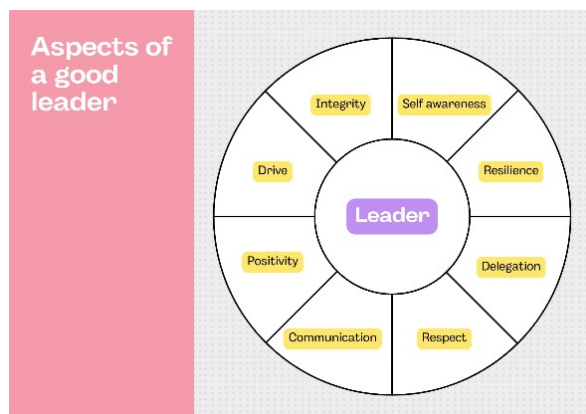 Aspects of
a good
leader
Integrity
Self awareness
Drive
Resilience
Leader
Positivity
Delegation
Communication
Respect